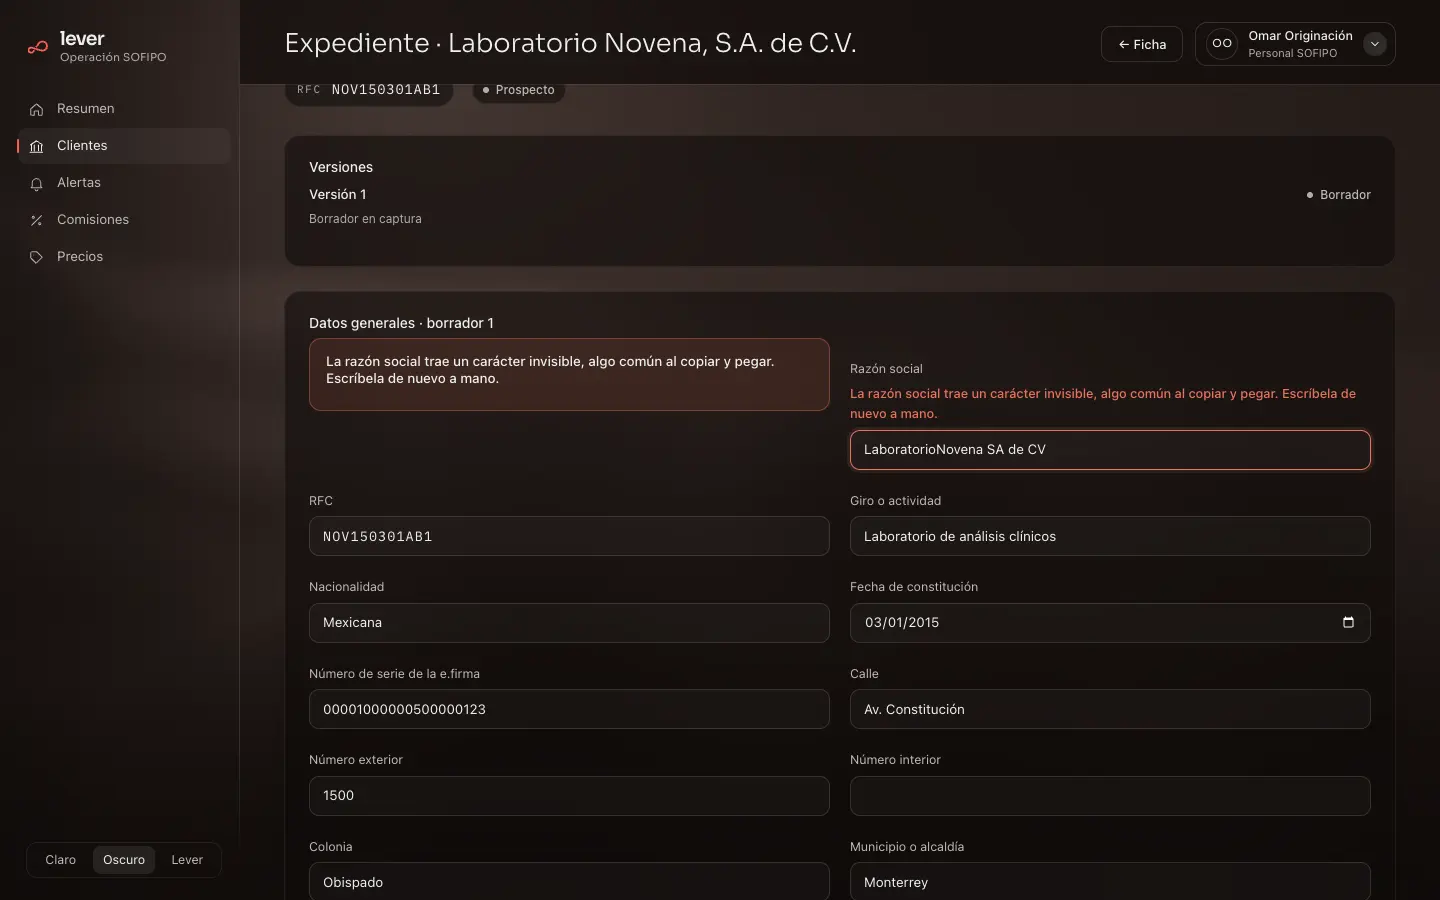 lever
Operación SOFIPO
Resumen
Clientes
Alertas
Comisiones
Precios
Claro
Oscuro
Lever
Expediente · Laboratorio Novena, S.A. de C.V.
← Ficha
OO
Omar Originación
Personal SOFIPO
RFC NOV150301AB1
Prospecto
Versiones
Versión 1
Borrador
Borrador en captura
Datos generales · borrador 1
La razón social trae un carácter invisible, algo común al copiar y pegar.
Escríbela de nuevo a mano.
Razón social
La razón social trae un carácter invisible, algo común al copiar y pegar. Escríbela de
nuevo a mano.
LaboratorioNovena SA de CV
RFC
NOV150301AB1
Giro o actividad
Laboratorio de análisis clínicos
Nacionalidad
Mexicana
Fecha de constitución
03/01/2015
Número de serie de la e.firma
00001000000500000123
Calle
Av. Constitución
Número exterior
1500
Número interior
Colonia
Obispado
Municipio o alcaldía
Monterrey